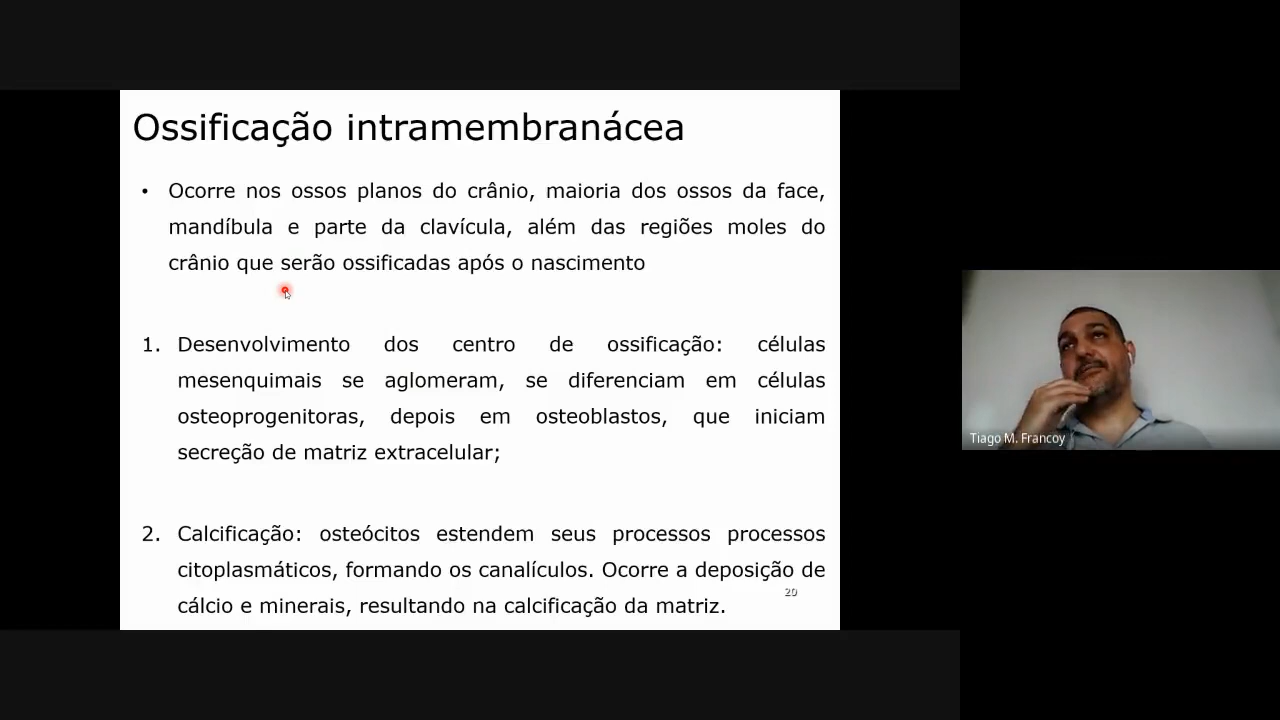 Ossificação intramembranácea
• Ocorre nos ossos planos do crânio, maioria dos ossos da face,
mandíbula e parte da clavícula, além das regiões moles do
crânio que serão ossificadas após o nascimento
1. Desenvolvimento dos centro de ossificação: células
mesenquimais se aglomeram, se diferenciam em células
osteoprogenitoras, depois em osteoblastos, que iniciam
secreção de matriz extracelular;
2. Calcificação: osteócitos estendem seus processos processos
citoplasmáticos, formando os canalículos. Ocorre a deposição de
cálcio e minerais, resultando na calcificação da matriz.
20
Tiago M. Francoy